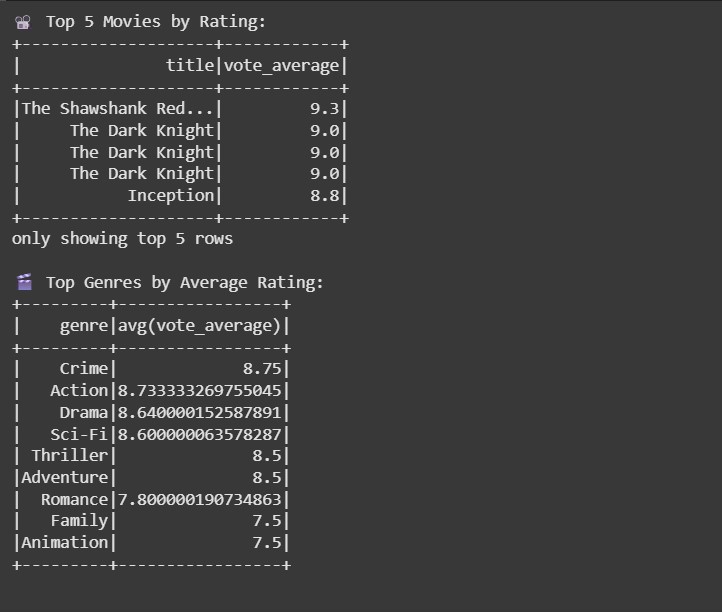 📽 Top 5 Movies by Rating:
+--------------------+------------+
|               title|vote_average|
+--------------------+------------+
|The Shawshank Red...|         9.3|
|     The Dark Knight|         9.0|
|     The Dark Knight|         9.0|
|     The Dark Knight|         9.0|
|           Inception|         8.8|
+--------------------+------------+
only showing top 5 rows
🎬 Top Genres by Average Rating:
+---------+-----------------+
|    genre|avg(vote_average)|
+---------+-----------------+
|    Crime|             8.75|
|   Action|8.733333269755045|
|    Drama|8.640000152587891|
|   Sci-Fi|8.600000063578287|
| Thriller|              8.5|
|Adventure|              8.5|
|  Romance|7.800000190734863|
|   Family|              7.5|
|Animation|              7.5|
+---------+-----------------+